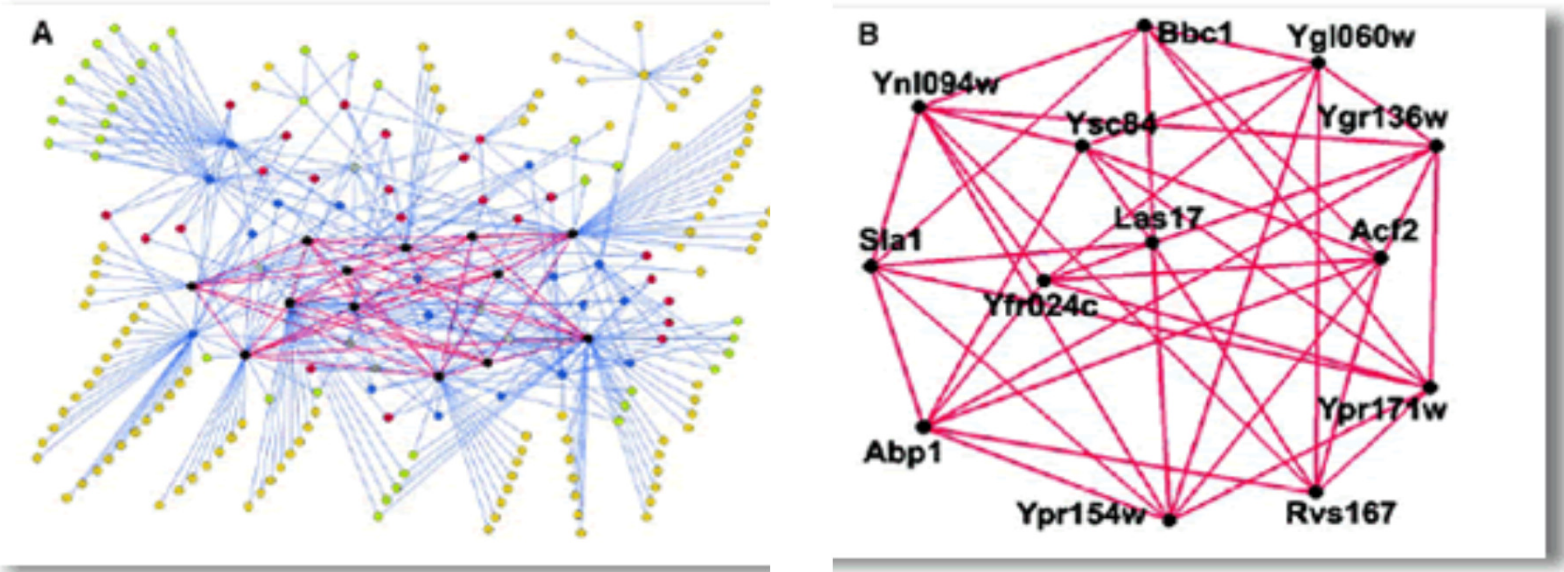 A
B
Bbc1
Ygl060w
Ynl094w
Ysc84
Ygr136w
Las17
Sla1
Acf2
Yfr024c
Ypr171w
Abp1
Ypr154w
Rvs167